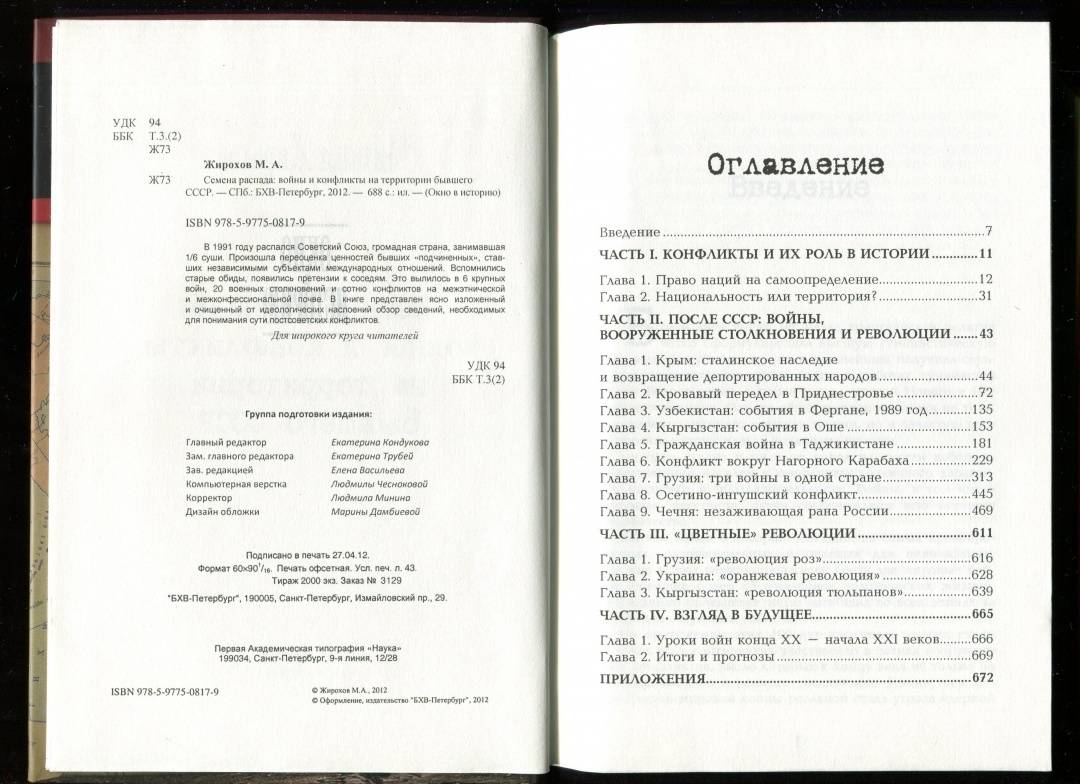 УДК 94
ББК Т.3.(2)
Ж73
Жирохов М. А.
Ж73 Семена распада: войны и конфликты на территории бывшего
СССР. — СПб.: БХВ-Петербург, 2012. — 688 с.: ил. — (Окно в историю)
ISBN 978-5-9775-0817-9
В 1991 году распался Советский Союз, громадная страна, занимавшая
1/6 суши. Произошла переоценка ценностей бывших «подчиненных», став-
ших независимыми субъектами международных отношений. Вспомнились
старые обиды, появились претензии к соседям. Это вылилось в 6 крупных
войн, 20 военных столкновений и сотню конфликтов на межэтнической
и межконфессиональной почве. В книге представлен ясно изложенный
и очищенный от идеологических наслоений обзор сведений, необходимых
для понимания сути постсоветских конфликтов.
Для широкого круга читателей
УДК 94
ББК Т.3(2)
Группа подготовки издания:
Главный редактор Екатерина Кондукова
Зам. главного редактора Екатерина Трубей
Зав. редакцией Елена Васильева
Компьютерная верстка Людмилы Чесноковой
Корректор Людмила Минина
Дизайн обложки Марины Дамбиевой
Подписано в печать 27.04.12.
Формат 60×90 1/16. Печать офсетная. Усл. печ. л. 43.
Тираж 2000 экз. Заказ № 3129
"БХВ-Петербург", 190005, Санкт-Петербург, Измайловский пр., 29.
Первая Академическая типография «Наука»
199034, Санкт-Петербург, 9-я линия, 12/28
ISBN 978-5-9775-0817-9
© Жирохов М.А., 2012
© Оформление, издательство "БХВ-Петербург", 2012
Оглавление
Введение...7
ЧАСТЬ I. КОНФЛИКТЫ И ИХ РОЛЬ В ИСТОРИИ...11
Глава 1. Право наций на самоопределение...12
Глава 2. Национальность или территория?...31
ЧАСТЬ II. ПОСЛЕ СССР: ВОЙНЫ,
ВООРУЖЕННЫЕ СТОЛКНОВЕНИЯ И РЕВОЛЮЦИИ...43
Глава 1. Крым: сталинское наследие
и возвращение депортированных народов...44
Глава 2. Кровавый передел в Приднестровье...72
Глава 3. Узбекистан: события в Фергане, 1989 год...135
Глава 4. Кыргызстан: события в Оше...153
Глава 5. Гражданская война в Таджикистане...181
Глава 6. Конфликт вокруг Нагорного Карабаха...229
Глава 7. Грузия: три войны в одной стране...313
Глава 8. Осетино-ингушский конфликт...445
Глава 9. Чечня: незаживающая рана России...469
ЧАСТЬ III. «ЦВЕТНЫЕ» РЕВОЛЮЦИИ...611
Глава 1. Грузия: «революция роз»...616
Глава 2. Украина: «оранжевая революция»...628
Глава 3. Кыргызстан: «революция тюльпанов»...639
ЧАСТЬ IV. ВЗГЛЯД В БУДУЩЕЕ...665
Глава 1. Уроки войн конца XX — начала XXI веков...666
Глава 2. Итоги и прогнозы...669
ПРИЛОЖЕНИЯ...672